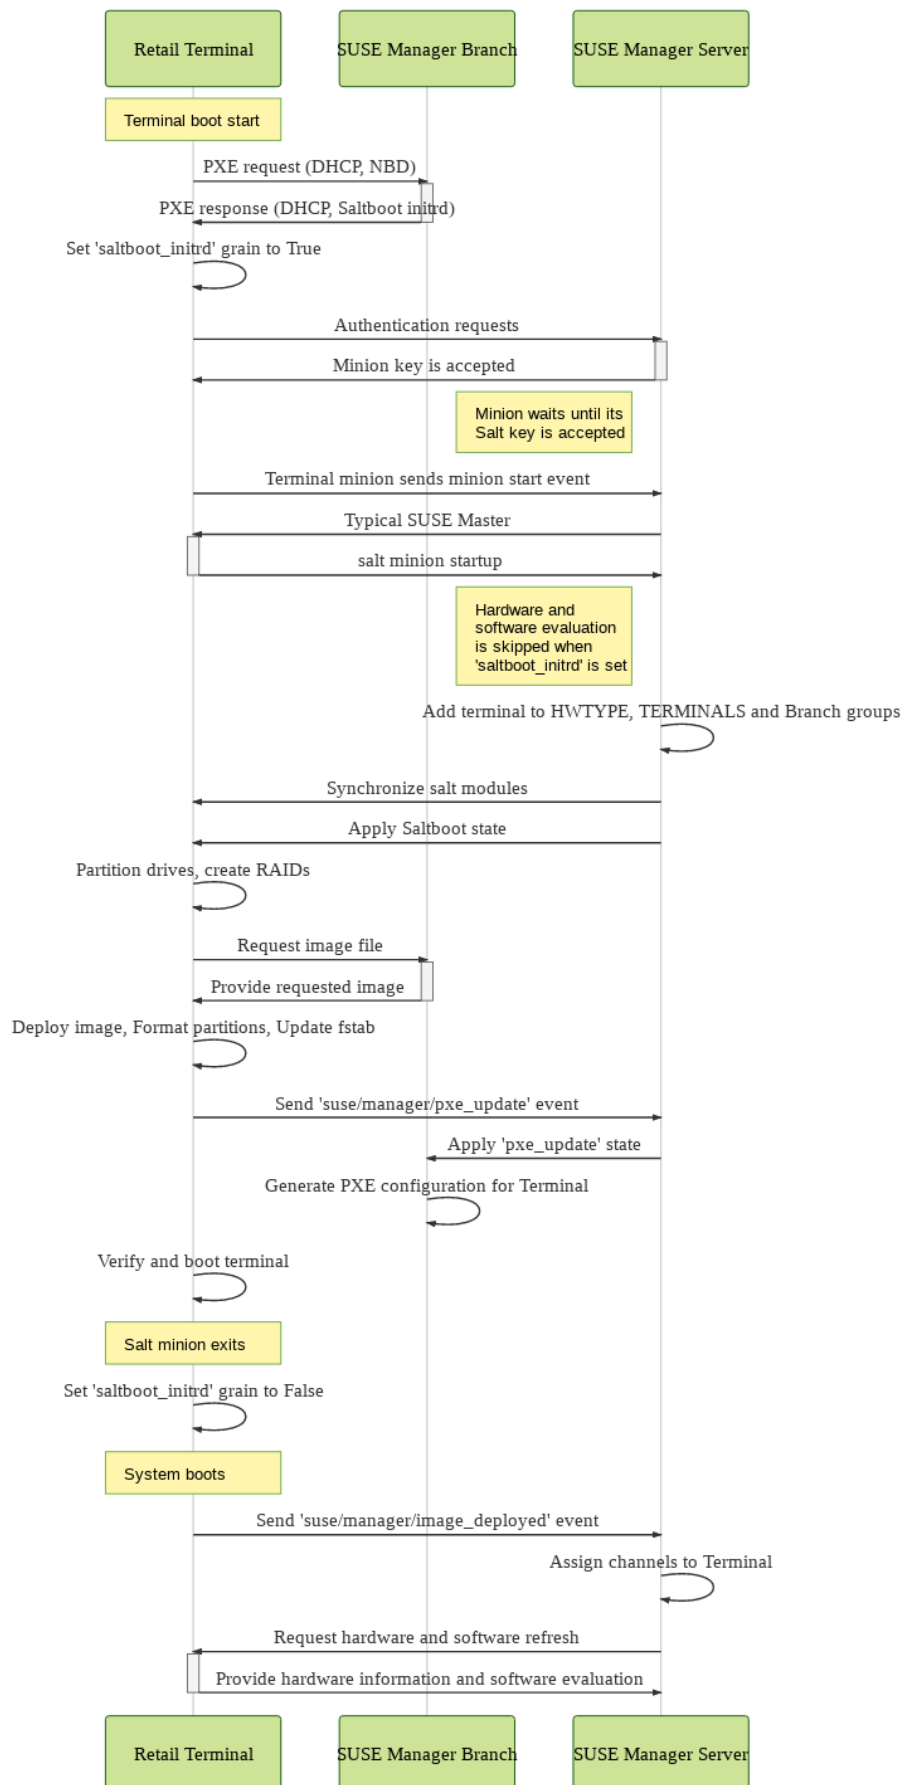 Retail Terminal
SUSE Manager Branch
SUSE Manager Server
Terminal boot start
PXE request (DHCP, NBD)
PXE response (DHCP, Saltboot initrd)
Set 'saltboot_initrd' grain to True
Authentication requests
Minion key is accepted
Minion waits until its
Salt key is accepted
Terminal minion sends minion start event
Typical SUSE Master
salt minion startup
Hardware and
software evaluation
is skipped when
'saltboot_initrd' is set
Add terminal to HWTYPE, TERMINALS and Branch groups
Synchronize salt modules
Apply Saltboot state
Partition drives, create RAIDs
Request image file
Provide requested image
Deploy image, Format partitions, Update fstab
Send 'suse/manager/pxe_update' event
Apply 'pxe_update' state
Generate PXE configuration for Terminal
Verify and boot terminal
Salt minion exits
Set 'saltboot_initrd' grain to False
System boots
Send 'suse/manager/image_deployed' event
Assign channels to Terminal
Request hardware and software refresh
Provide hardware information and software evaluation
Retail Terminal
SUSE Manager Branch
SUSE Manager Server